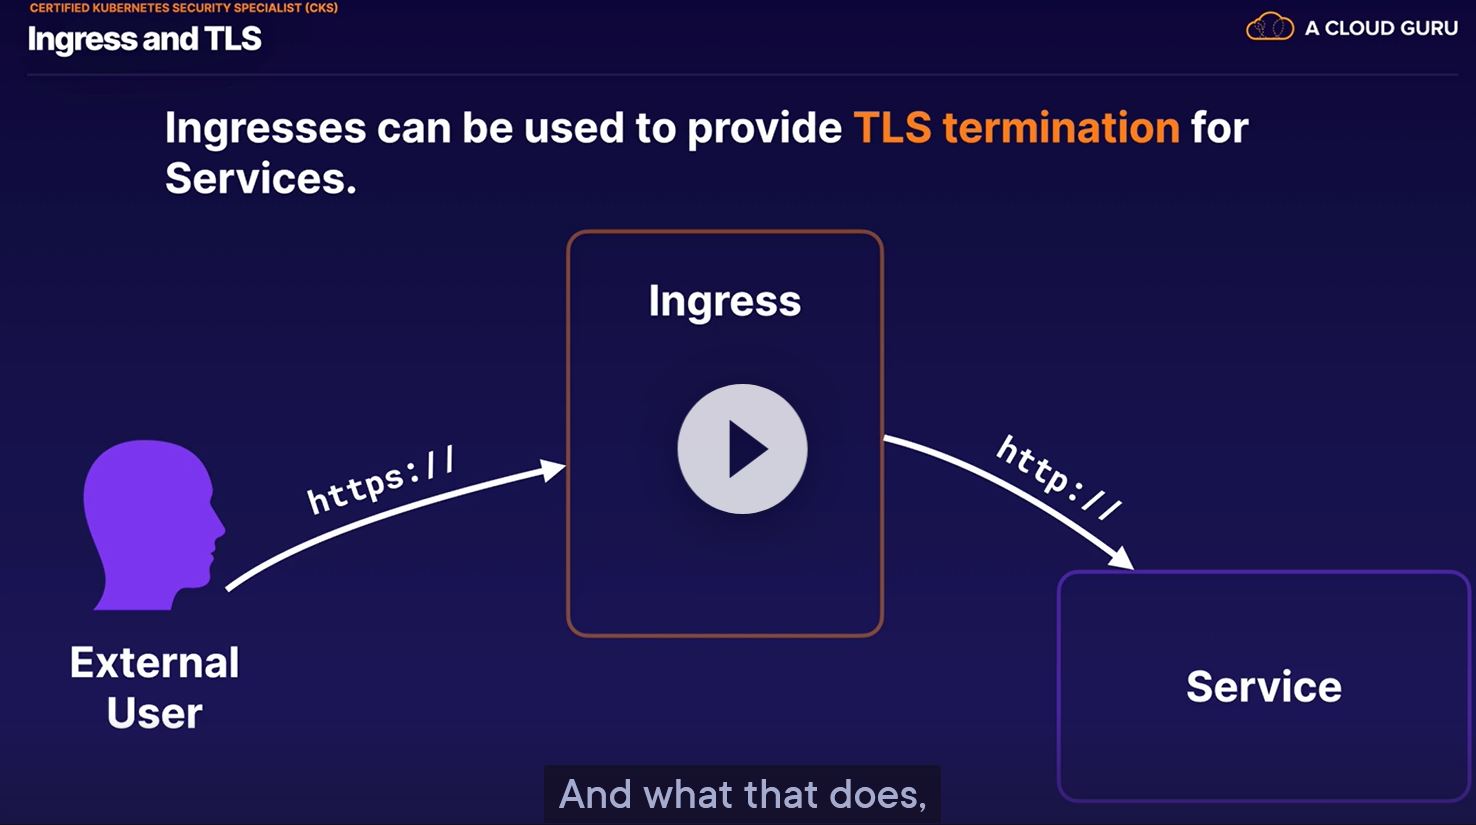 CERTIFIED KUBERNETES SECURITY SPECIALIST (CKS)
Ingress and TLS
A CLOUD GURU
Ingresses can be used to provide TLS termination for
Services.
Ingress
https://
http://
External
User
Service
And what that does,